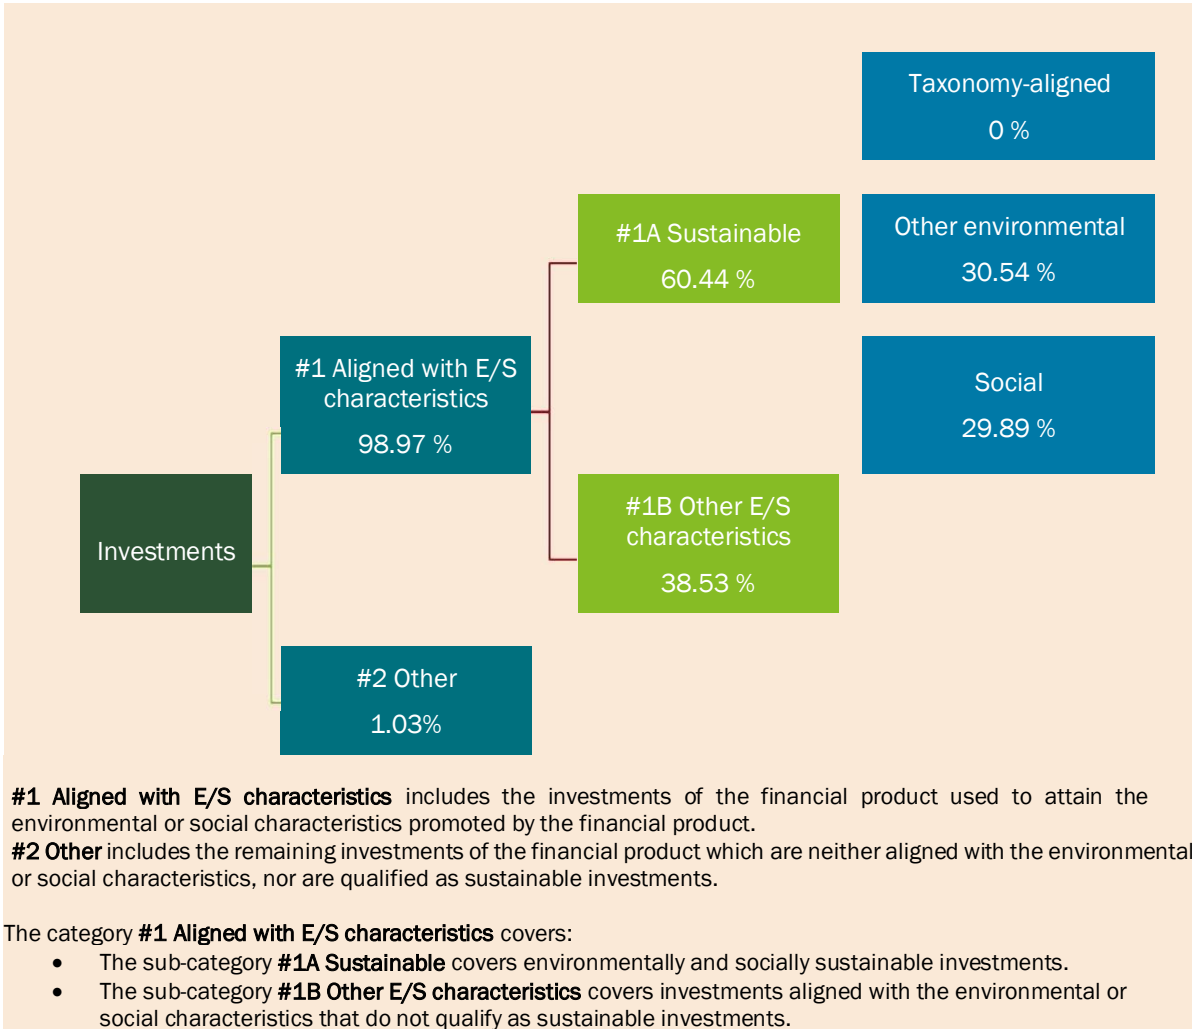 Taxonomy-aligned
0 %
#1A Sustainable
60.44 %
Other environmental
30.54 %
#1 Aligned with E/S
characteristics
98.97 %
Social
29.89 %
Investments
#1B Other E/S
characteristics
38.53 %
#2 Other
1.03%
#1 Aligned with E/S characteristics includes the investments of the financial product used to attain the
environmental or social characteristics promoted by the financial product.
#2 Other includes the remaining investments of the financial product which are neither aligned with the environmental
or social characteristics, nor are qualified as sustainable investments.
The category #1 Aligned with E/S characteristics covers:
• The sub-category #1A Sustainable covers environmentally and socially sustainable investments.
• The sub-category #1B Other E/S characteristics covers investments aligned with the environmental or
social characteristics that do not qualify as sustainable investments.